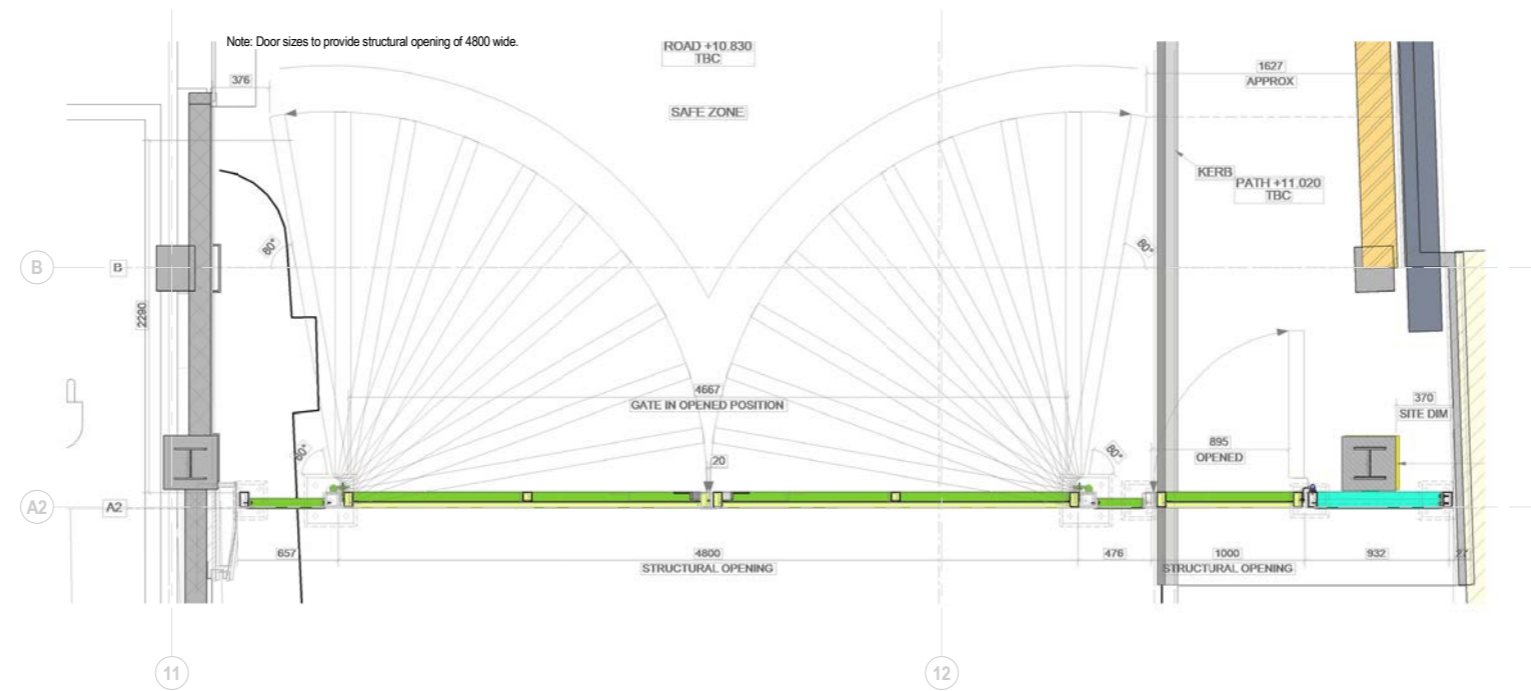 Note: Door sizes to provide structural opening of 4800 wide.
ROAD +10.830
TBC
376
1627
APPROX
SAFE ZONE
KERB
PATH +11.020
TBC
80°
80°
B
B
2290
4667
GATE IN OPENED POSITION
370
SITE DIM
895
OPENED
80°
80°
20
A2
A2
657
4800
STRUCTURAL OPENING
476
1000
STRUCTURAL OPENING
932
27
11
12